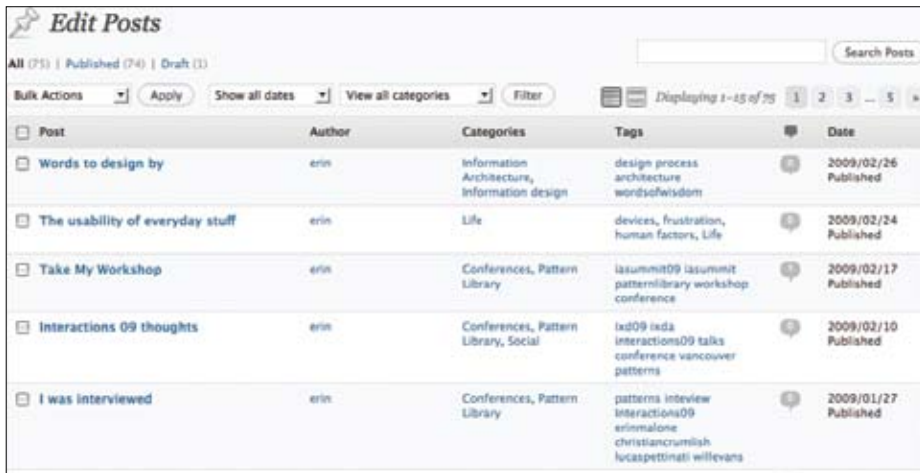 Edit Posts
Search Posts
All (75) | Published (74) | Draft (1)
Bulk Actions Apply Show all dates View all categories Filter Displaying 1–15 of 75 1 2 3 ... 5 »
Post Author Categories Tags Date
Words to design by erin Information design process 2009/02/26
Architecture, architecture Published
Information design wordsofwisdom
The usability of everyday stuff erin Life devices, frustration, 2009/02/24
human factors, Life Published
Take My Workshop erin Conferences, Pattern iasummit09 iasummit 2009/02/17
Library patternlibrary workshop Published
conference
Interactions 09 thoughts erin Conferences, Pattern ixd09 ixda 2009/02/10
Library, Social interactions09 talks Published
conference vancouver
patterns
I was interviewed erin Conferences, Pattern patterns inteview 2009/01/27
Library Interactions09 Published
erinmalone
christiancrumlish
lucaspettinati willevans